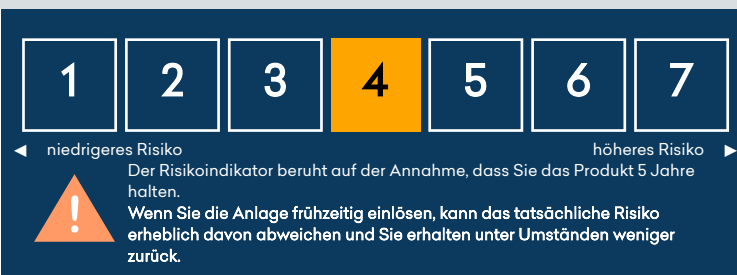 1 2 3 4 5 6 7
niedrigeres Risiko höheres Risiko
Der Risikoindikator beruht auf der Annahme, dass Sie das Produkt 5 Jahre
halten.
Wenn Sie die Anlage frühzeitig einlösen, kann das tatsächliche Risiko
erheblich davon abweichen und Sie erhalten unter Umständen weniger
zurück.